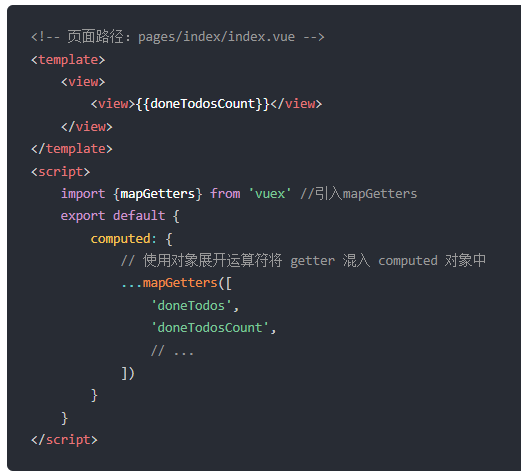 <!-- 页面路径：pages/index/index.vue -->
<template>
    <view>
        <view>{{doneTodosCount}}</view>
    </view>
</template>
<script>
    import {mapGetters} from 'vuex' //引入mapGetters
    export default {
        computed: {
            // 使用对象展开运算符将 getter 混入 computed 对象中
            ...mapGetters([
                'doneTodos',
                'doneTodosCount',
                // ...
            ])
        }
    }
</script>